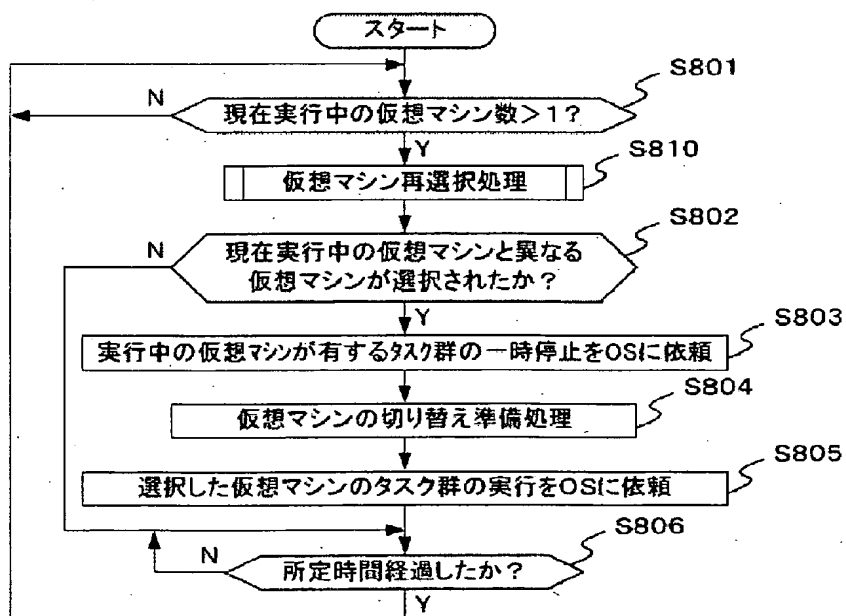 スタート
S801
N
現在実行中の仮想マシン数>1?
Y
S810
仮想マシン再選択処理
S802
N
現在実行中の仮想マシンと異なる
仮想マシンが選択されたか?
Y
S803
実行中の仮想マシンが有するタスク群の一時停止をOSに依頼
S804
仮想マシンの切り替え準備処理
S805
選択した仮想マシンのタスク群の実行をOSに依頼
S806
N
所定時間経過したか?
Y